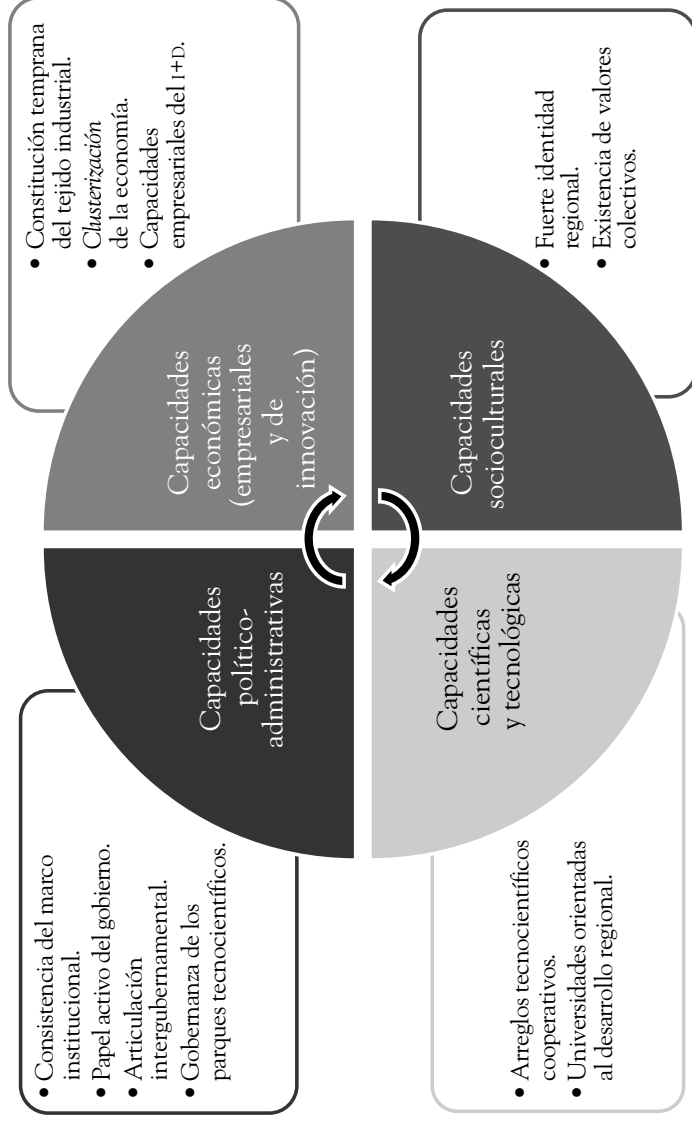 • Consistencia del marco
institucional.
• Papel activo del gobierno.
• Articulación
intergubernamental.
• Gobernanza de los
parques tecnocientíficos.
Capacidades
político-
administrativas
Capacidades
económicas
(empresariales
y de
innovación)
• Constitución temprana
del tejido industrial.
• Clusterización
de la economía.
• Capacidades
empresariales del I+D.
• Arreglos tecnocientíficos
cooperativos.
• Universidades orientadas
al desarrollo regional.
Capacidades
científicas
y tecnológicas
Capacidades
socioculturales
• Fuerte identidad
regional.
• Existencia de valores
colectivos.